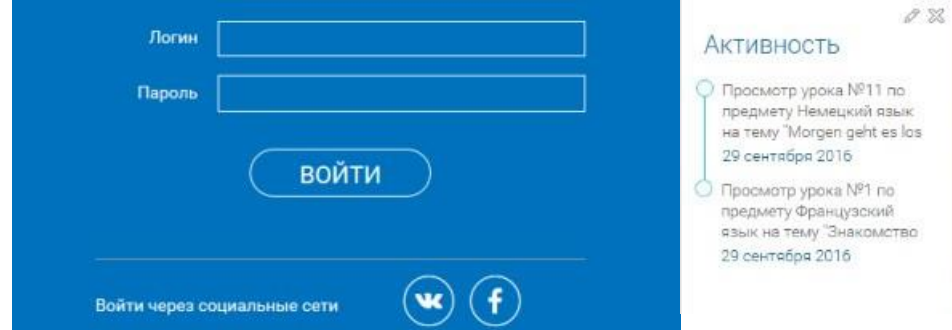 Логин
Пароль
ВОЙТИ
Войти через социальные сети
Активность
Просмотр урока №11 по
предмету Немецкий язык
на тему "Morgen geht es los
29 сентября 2016
Просмотр урока №1 по
предмету Французский
язык на тему "Знакомство
29 сентября 2016